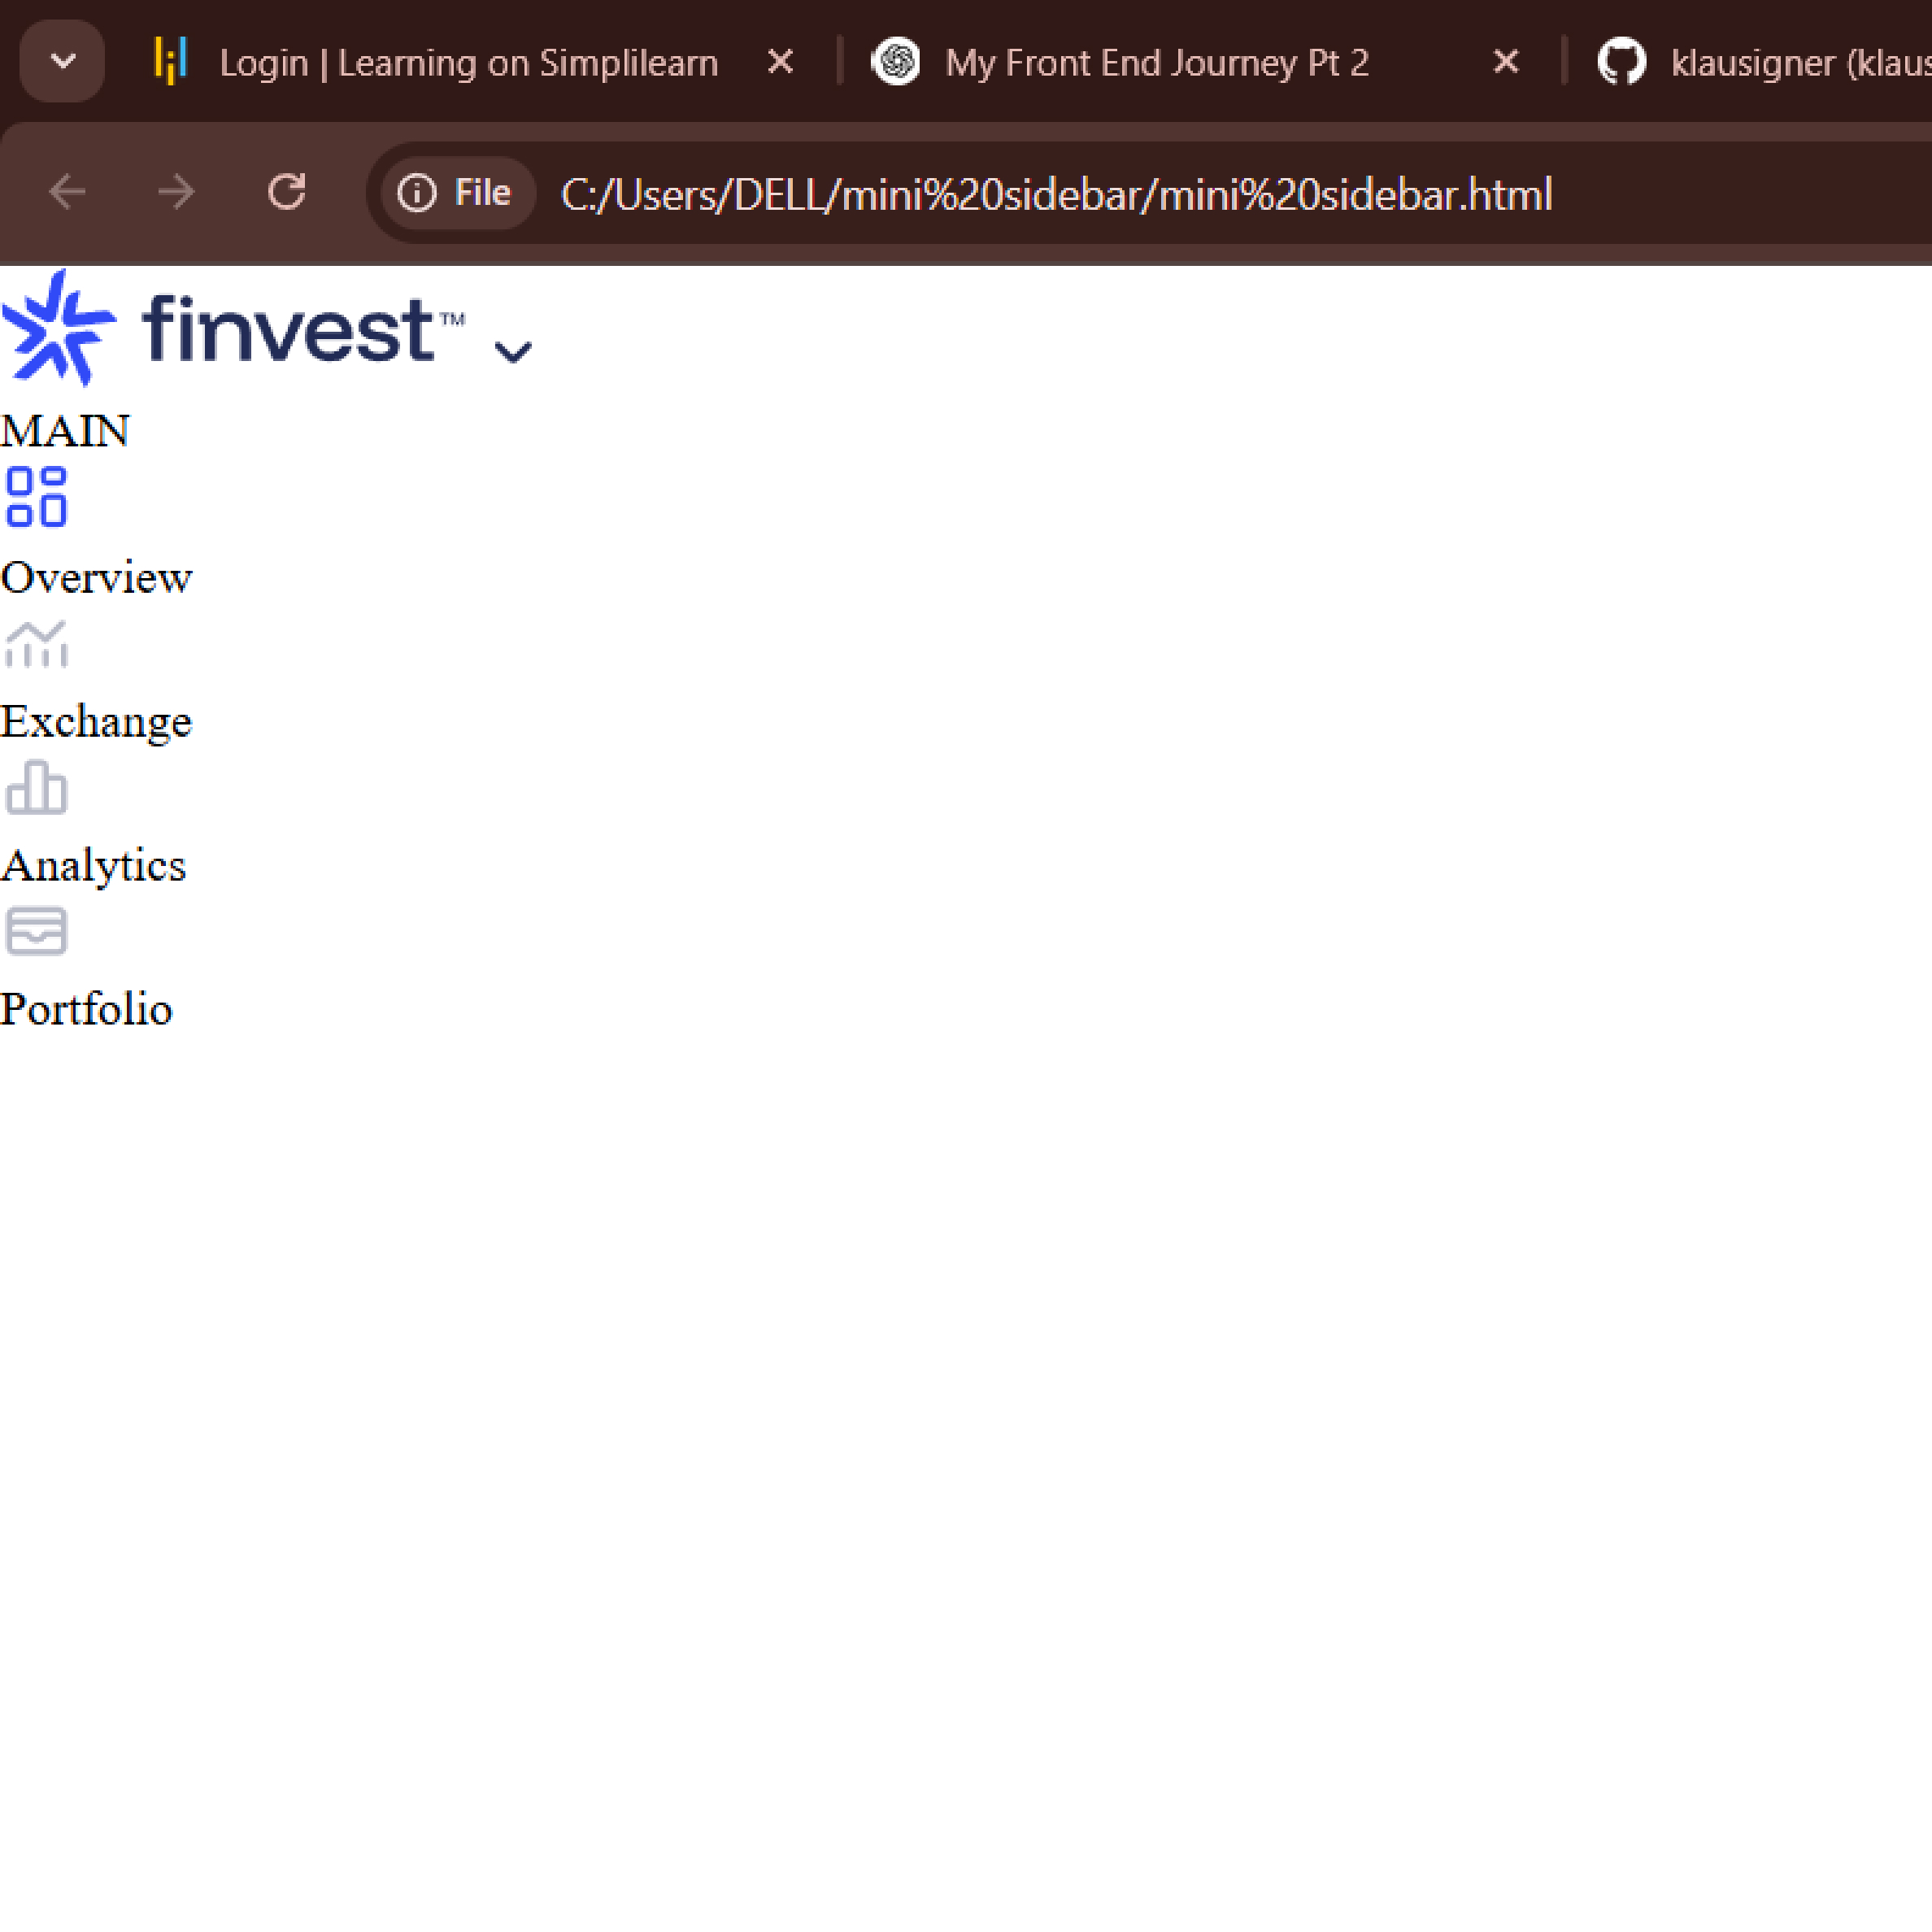 Login | Learning on Simplilearn
My Front End Journey Pt 2
klausigner (klaus
File
C:/Users/DELL/mini%20sidebar/mini%20sidebar.html
finvest™
MAIN
Overview
Exchange
Analytics
Portfolio